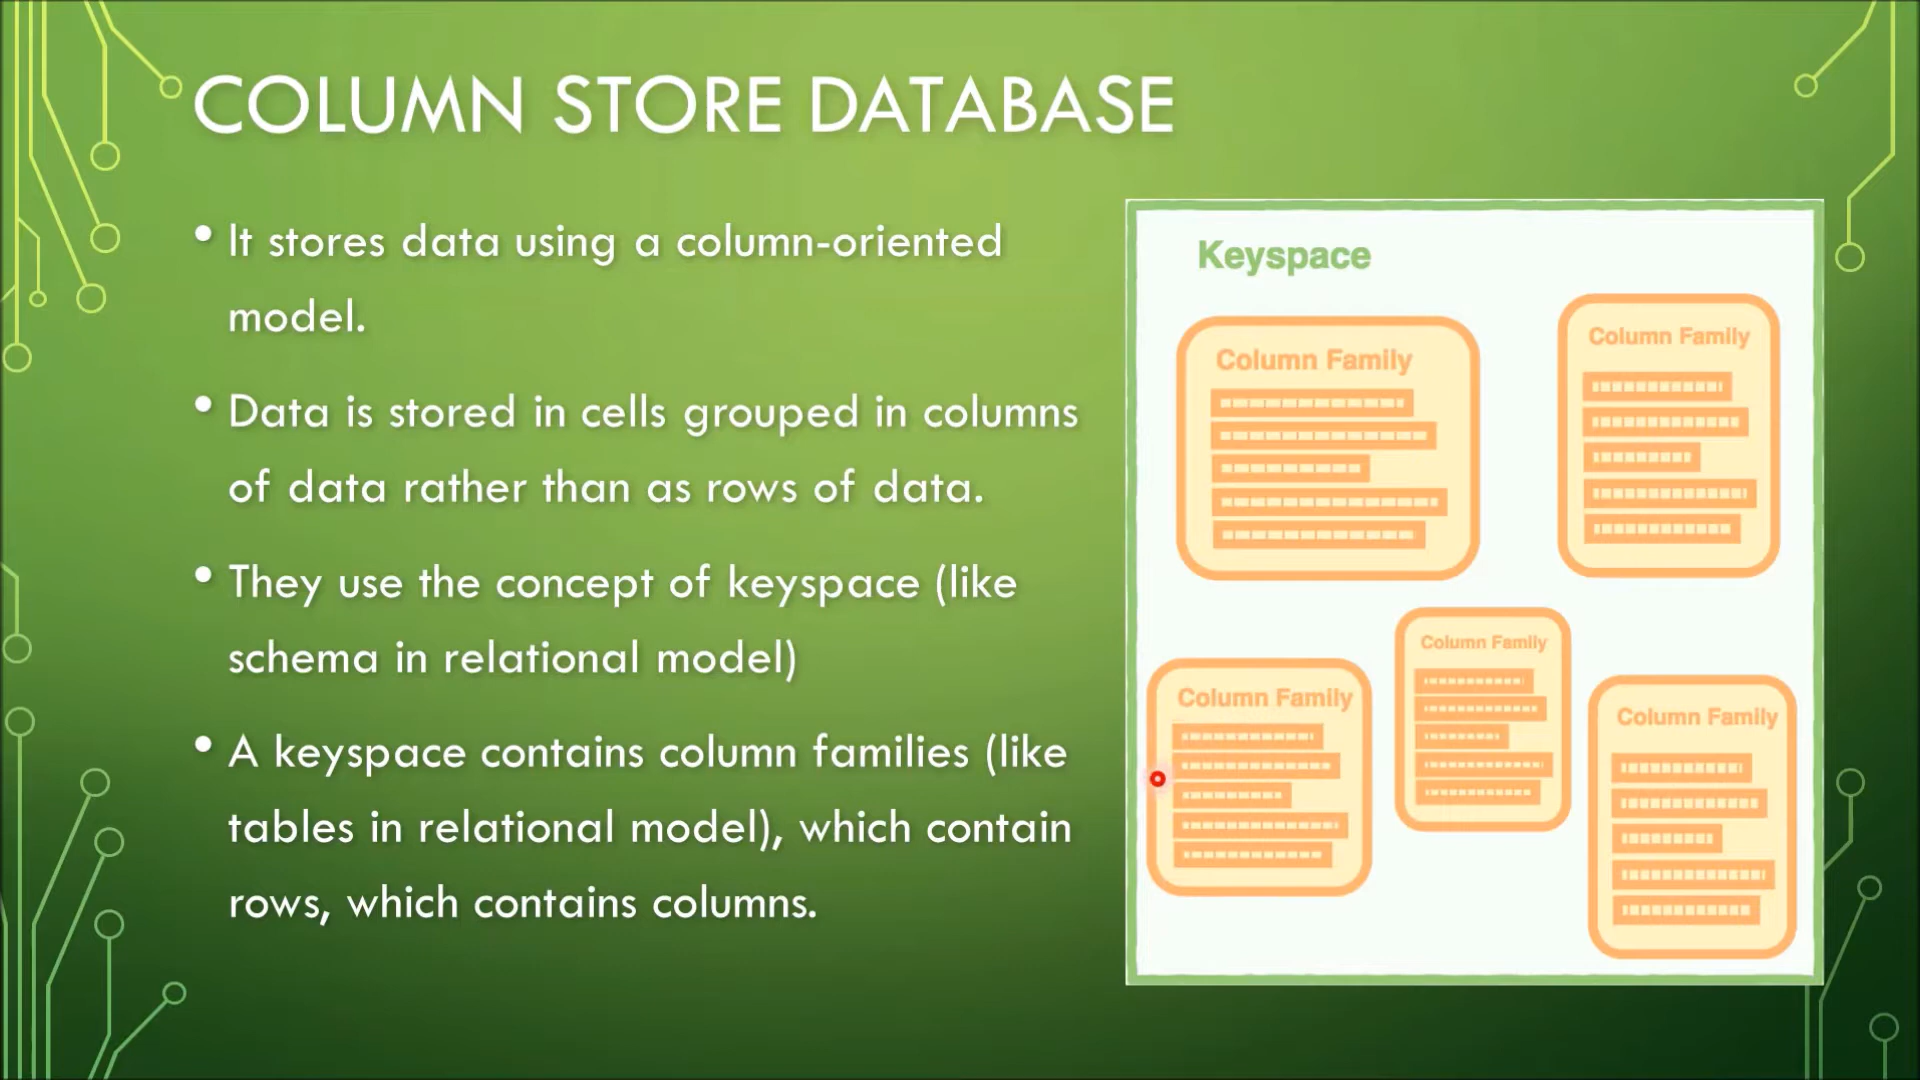 COLUMN STORE DATABASE
• It stores data using a column-oriented
model.
• Data is stored in cells grouped in columns
of data rather than as rows of data.
• They use the concept of keyspace (like
schema in relational model)
• A keyspace contains column families (like
tables in relational model), which contain
rows, which contains columns.
Keyspace
Column Family
Column Family
Column Family
Column Family
Column Family